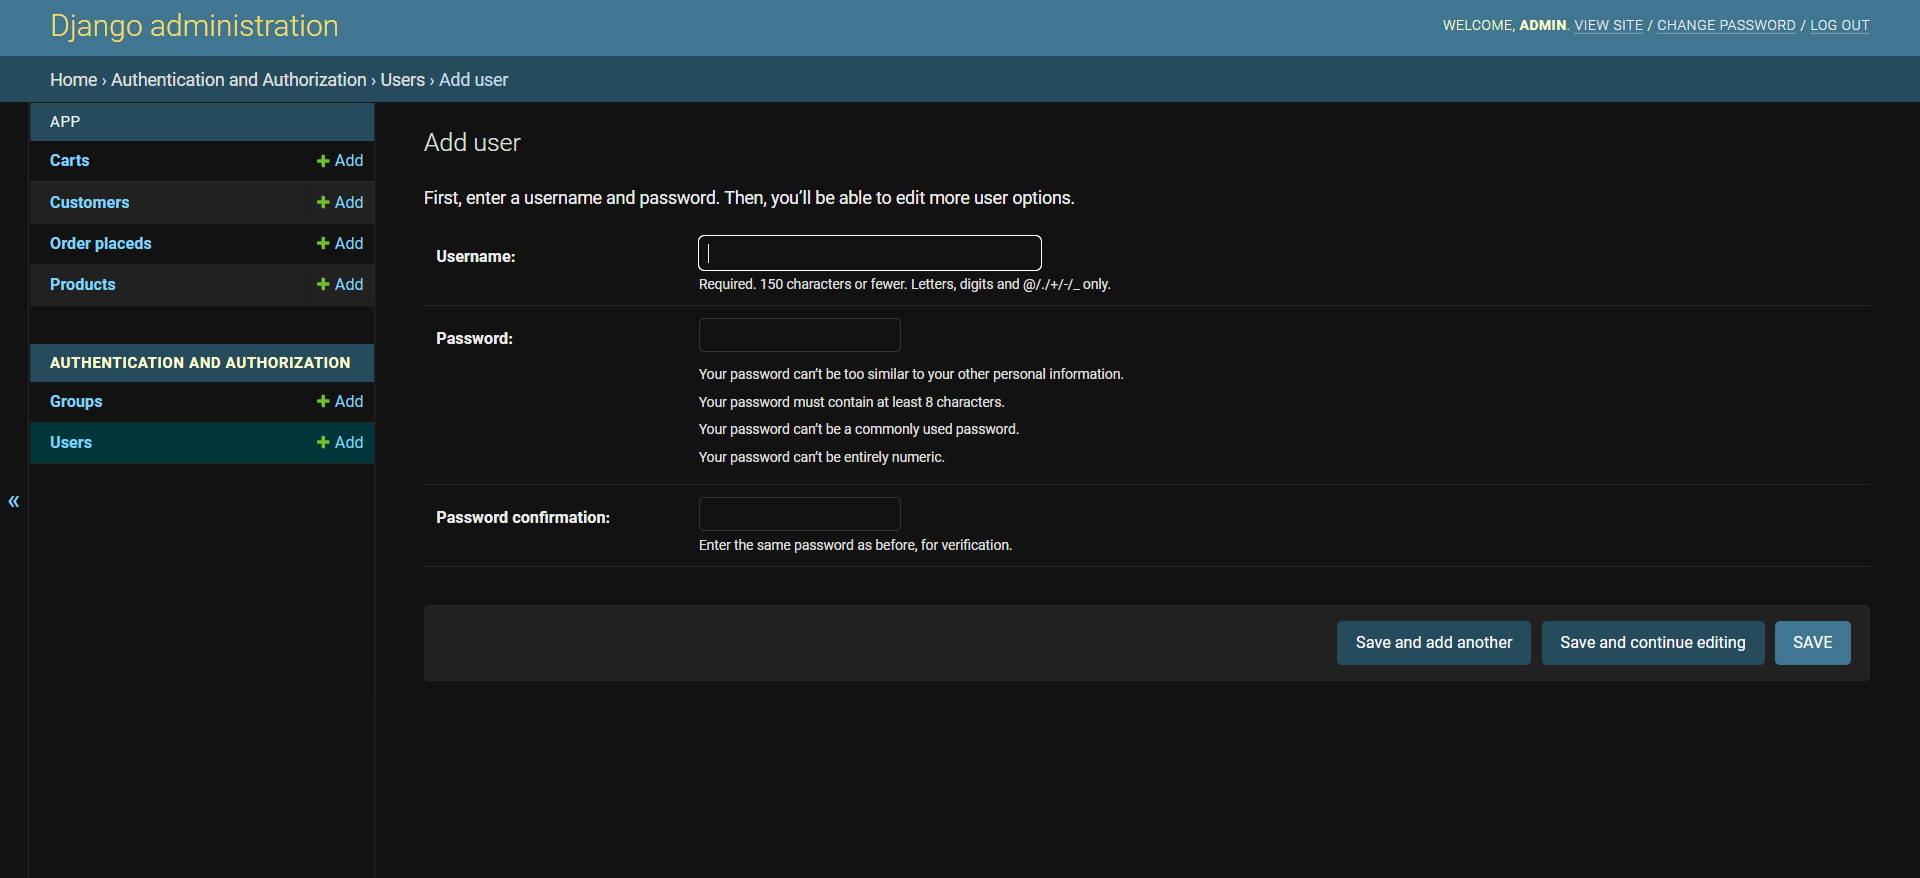 Django administration
WELCOME, ADMIN. VIEW SITE / CHANGE PASSWORD / LOG OUT
Home › Authentication and Authorization › Users › Add user
APP
Carts
Add
Customers
Add
Order placeds
Add
Products
Add
AUTHENTICATION AND AUTHORIZATION
Groups
Add
Users
Add
«
Add user
First, enter a username and password. Then, you’ll be able to edit more user options.
Username:
Required. 150 characters or fewer. Letters, digits and @/./+/-/_ only.
Password:
Your password can’t be too similar to your other personal information.
Your password must contain at least 8 characters.
Your password can’t be a commonly used password.
Your password can’t be entirely numeric.
Password confirmation:
Enter the same password as before, for verification.
Save and add another
Save and continue editing
SAVE